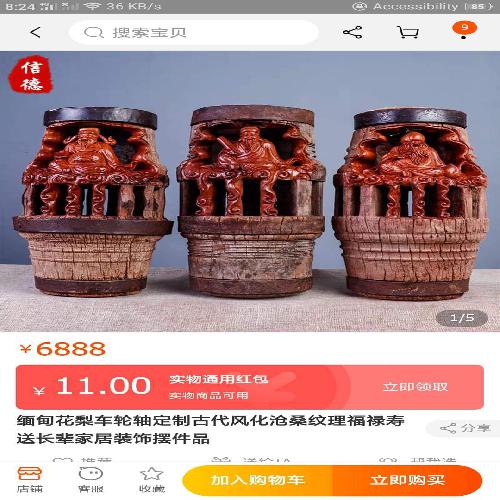 8:24
36 KB/s
Accessibility
85
搜索宝贝
9
信德
1/5
￥6888
￥ 11.00
实物通用红包
实物商品可用
立即领取
缅甸花梨车轮轴定制古代风化沧桑纹理福禄寿
送长辈家居装饰摆件品
分享
店铺
客服
收藏
加入购物车
立即购买